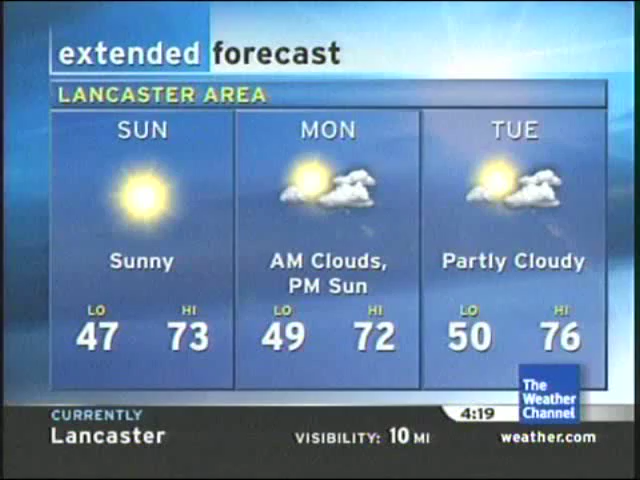 extended forecast
LANCASTER AREA
SUN MON TUE
Sunny
AM Clouds,
PM Sun
Partly Cloudy
LO HI LO HI LO HI
47 73 49 72 50 76
The
Weather
Channel
CURRENTLY
4:19
Lancaster
VISIBILITY: 10 MI
weather.com